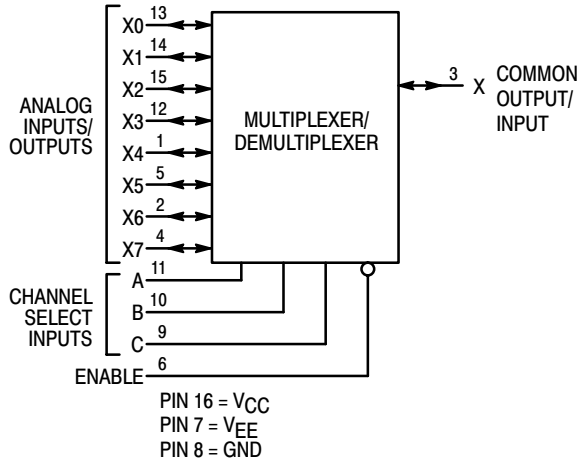 X0 13
X1 14
X2 15
X3 12
X4 1
X5 5
X6 2
X7 4
ANALOG
INPUTS/
OUTPUTS
MULTIPLEXER/
DEMULTIPLEXER
3 X COMMON
OUTPUT/
INPUT
A 11
B 10
C 9
CHANNEL
SELECT
INPUTS
ENABLE 6
PIN 16 = VCC
PIN 7 = VEE
PIN 8 = GND